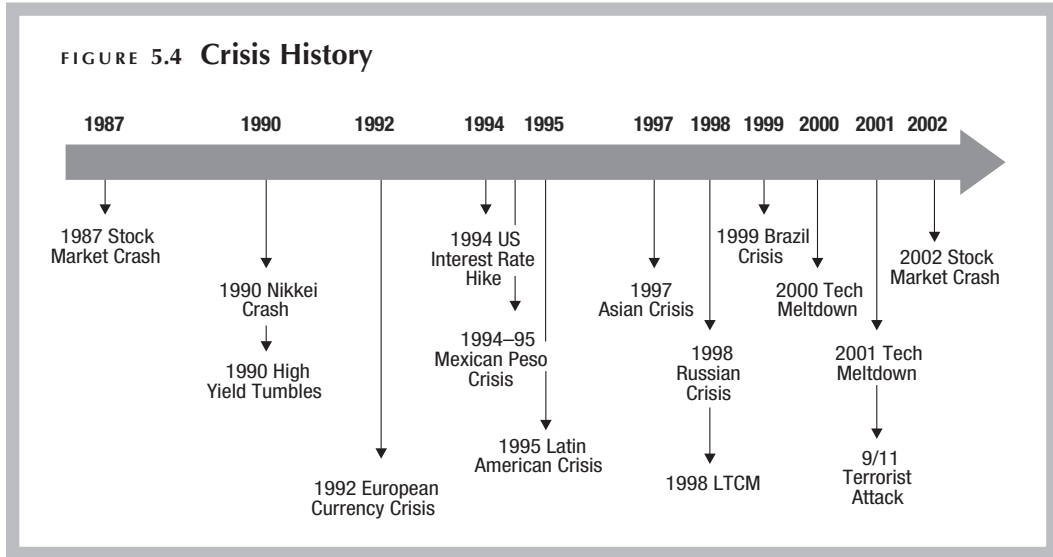 FIGURE 5.4 Crisis History
1987 1990 1992 1994 1995 1997 1998 1999 2000 2001 2002
1987 Stock
Market Crash
1990 Nikkei
Crash
1990 High
Yield Tumbles
1992 European
Currency Crisis
1994 US
Interest Rate
Hike
1994–95
Mexican Peso
Crisis
1995 Latin
American Crisis
1997
Asian Crisis
1998
Russian
Crisis
1998 LTCM
1999 Brazil
Crisis
2000 Tech
Meltdown
2001 Tech
Meltdown
9/11
Terrorist
Attack
2002 Stock
Market Crash